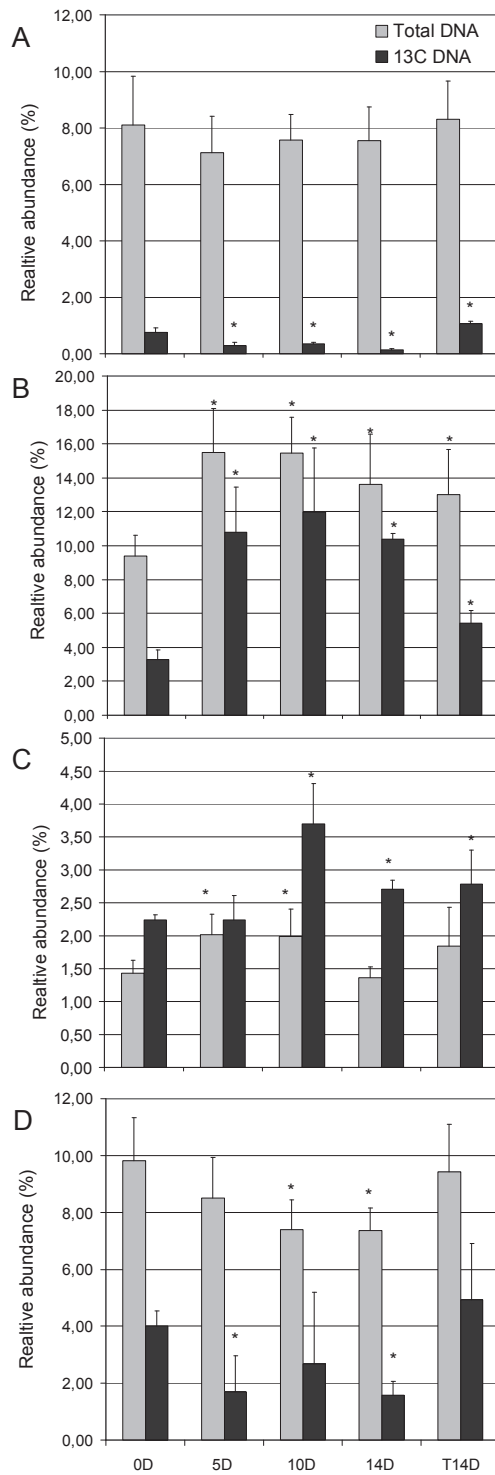 A
Total DNA
13C DNA
Realtive abundance (%)
12,00
10,00
8,00
6,00
4,00
2,00
0,00
*
*
*
*
B
Realtive abundance (%)
20,00
18,00
16,00
14,00
12,00
10,00
8,00
6,00
4,00
2,00
0,00
* * * *
* * * *
C
Realtive abundance (%)
5,00
4,50
4,00
3,50
3,00
2,50
2,00
1,50
1,00
0,50
0,00
* * * * *
D
Realtive abundance (%)
12,00
10,00
8,00
6,00
4,00
2,00
0,00
* * * *
0D 5D 10D 14D T14D